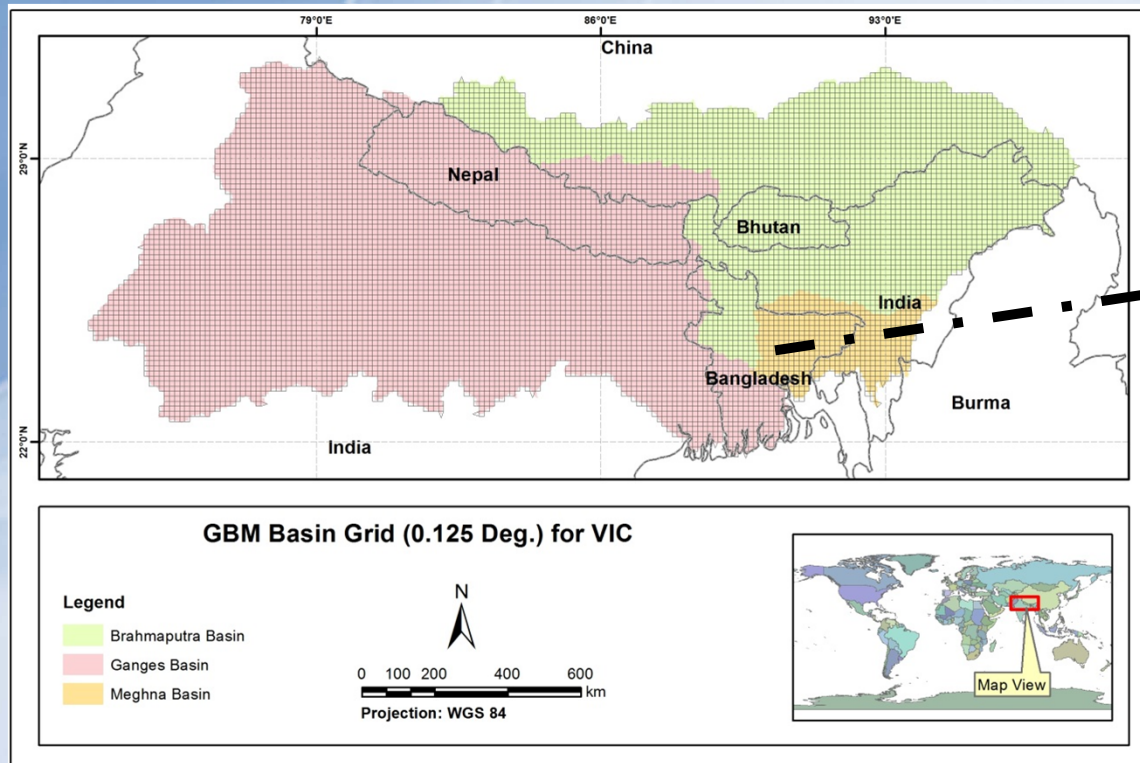 79°0'E 86°0'E 93°0'E
China
29°0'N
Nepal
Bhutan
India
Bangladesh
Burma
22°0'N
India
GBM Basin Grid (0.125 Deg.) for VIC
Legend
Brahmaputra Basin
Ganges Basin
Meghna Basin
N
0 100 200 400 600
km
Projection: WGS 84
Map View